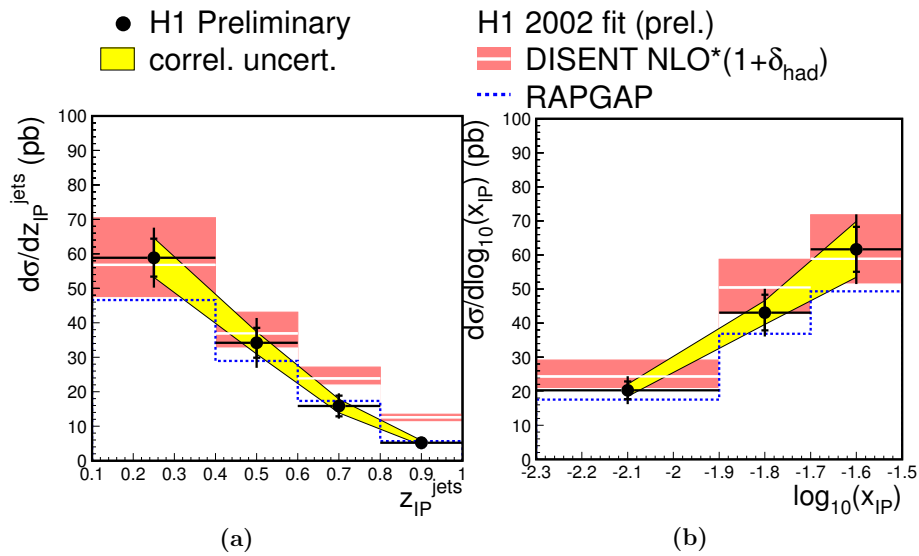 H1 Preliminary
correl. uncert.
H1 2002 fit (prel.)
DISENT NLO*(1+δhad)
RAPGAP
dσ/dzIPjets (pb)
100
90
80
70
60
50
40
30
20
10
0
0.1 0.2 0.3 0.4 0.5 0.6 0.7 0.8 0.9 1
zIPjets
(a)
dσ/dlog10(xIP) (pb)
100
90
80
70
60
50
40
30
20
10
0
-2.3 -2.2 -2.1 -2 -1.9 -1.8 -1.7 -1.6 -1.5
log10(xIP)
(b)